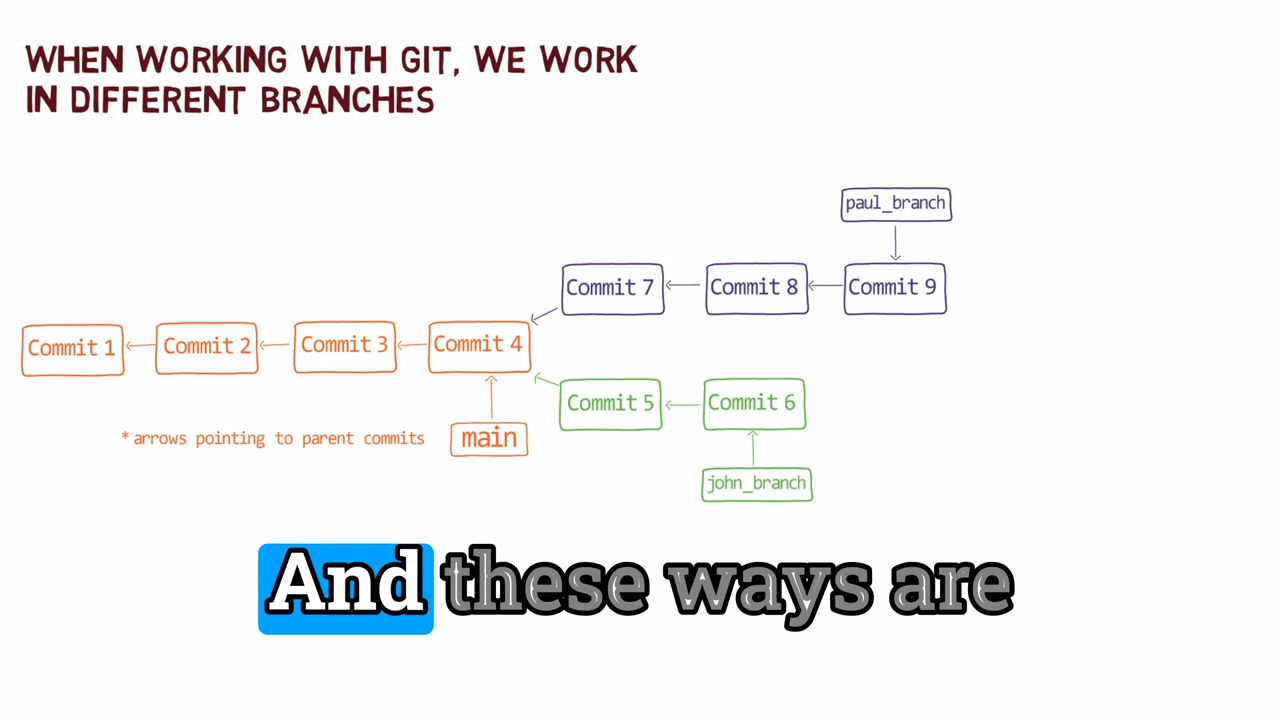 WHEN WORKING WITH GIT, WE WORK
IN DIFFERENT BRANCHES
paul_branch
Commit 7
Commit 8
Commit 9
Commit 1
Commit 2
Commit 3
Commit 4
Commit 5
Commit 6
* arrows pointing to parent commits
main
john_branch
And these ways are